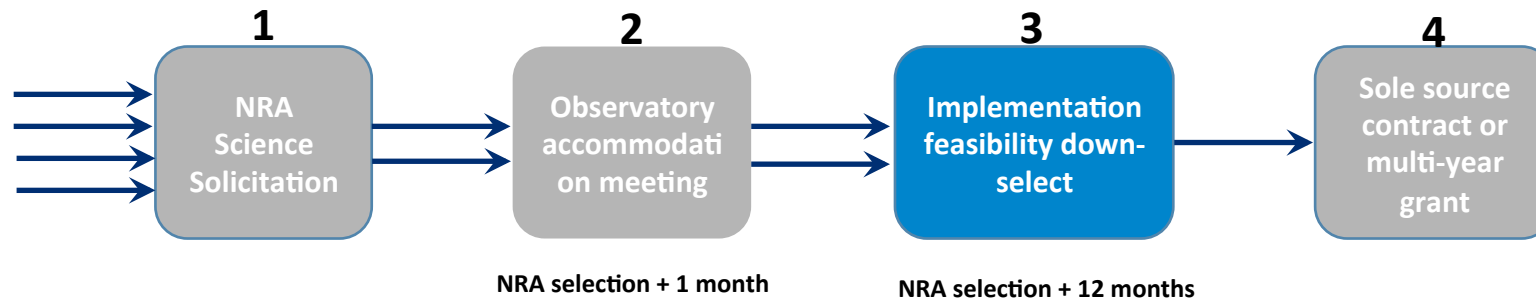 1
NRA
Science
Solicitation
2
Observatory
accommodati
on meeting
NRA selection + 1 month
3
Implementation
feasibility down-
select
NRA selection + 12 months
4
Sole source
contract or
multi-year
grant